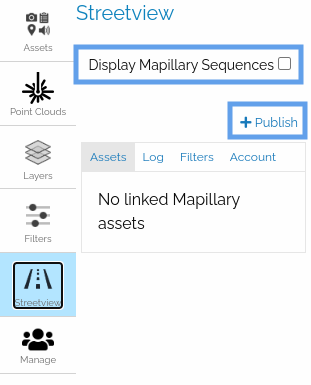 Streetview
Assets
Display Mapillary Sequences
Point Clouds
+ Publish
Assets Log Filters Account
Layers
No linked Mapillary
assets
Filters
Streetview
Manage